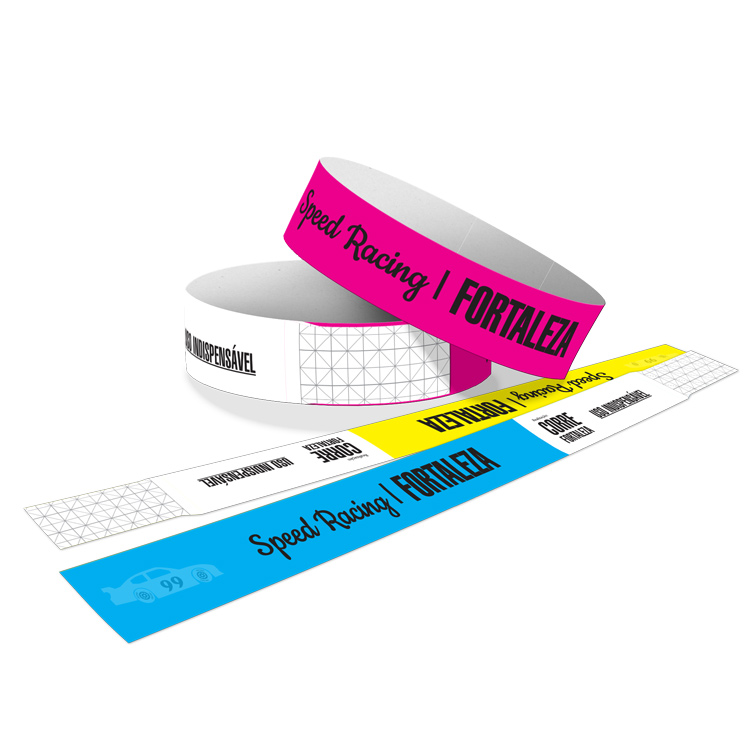 Speed Racing | FORTALEZA
USO INDISPENSÁVEL
Speed Racing | FORTALEZA
CORRE
FORTALEZA
USO INDISPENSÁVEL
CORRE
FORTALEZA
USO INDISPENSÁVEL
Speed Racing | FORTALEZA
99